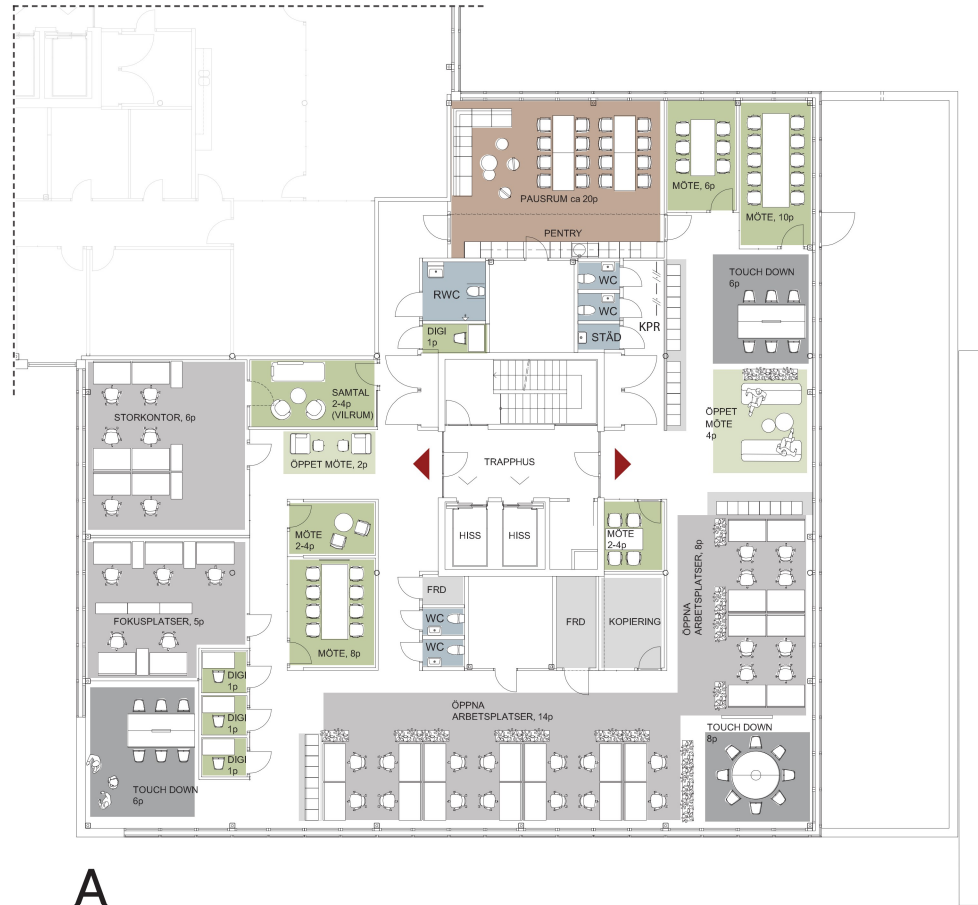 PAUSRUM ca 20p
PENTRY
MÖTE, 6p
MÖTE, 10p
TOUCH DOWN
6p
RWC
DIGI
1p
WC
WC
STÄD
KPR
STORKONTOR, 6p
SAMTAL
2-4p
(VILRUM)
ÖPPET MÖTE, 2p
TRAPPHUS
ÖPPET
MÖTE
4p
HISS
HISS
MÖTE
2-4p
MÖTE
2-4p
ÖPPNA
ARBETSPLATSER, 8p
FOKUSPLATSER, 5p
MÖTE, 8p
FRD
WC
WC
FRD
KOPIERING
DIGI
1p
DIGI
1p
DIGI
1p
TOUCH DOWN
6p
ÖPPNA
ARBETSPLATSER, 14p
TOUCH DOWN
8p
A